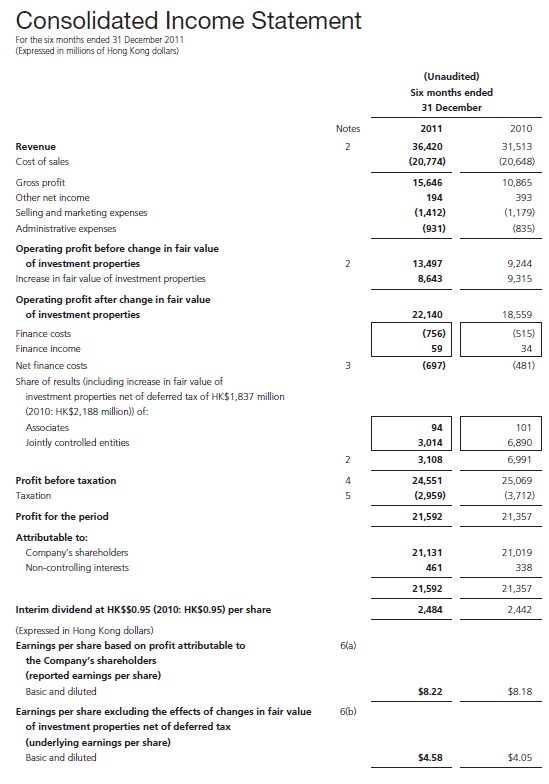 Consolidated Income Statement
For the six months ended 31 December 2011
(Expressed in millions of Hong Kong dollars)
(Unaudited)
Six months ended
31 December
Notes 2011 2010
Revenue 2 36,420 31,513
Cost of sales (20,774) (20,648)
Gross profit 15,646 10,865
Other net income 194 393
Selling and marketing expenses (1,412) (1,179)
Administrative expenses (931) (835)
Operating profit before change in fair value
of investment properties 2 13,497 9,244
Increase in fair value of investment properties 8,643 9,315
Operating profit after change in fair value
of investment properties 22,140 18,559
Finance costs (756) (515)
Finance income 59 34
Net finance costs 3 (697) (481)
Share of results (including increase in fair value of
investment properties net of deferred tax of HK$1,837 million
(2010: HK$2,188 million)) of:
Associates 94 101
Jointly controlled entities 3,014 6,890
2 3,108 6,991
Profit before taxation 4 24,551 25,069
Taxation 5 (2,959) (3,712)
Profit for the period 21,592 21,357
Attributable to:
Company's shareholders 21,131 21,019
Non-controlling interests 461 338
21,592 21,357
Interim dividend at HK$$0.95 (2010: HK$0.95) per share 2,484 2,442
(Expressed in Hong Kong dollars)
Earnings per share based on profit attributable to 6(a)
the Company's shareholders
(reported earnings per share)
Basic and diluted $8.22 $8.18
Earnings per share excluding the effects of changes in fair value 6(b)
of investment properties net of deferred tax
(underlying earnings per share)
Basic and diluted $4.58 $4.05